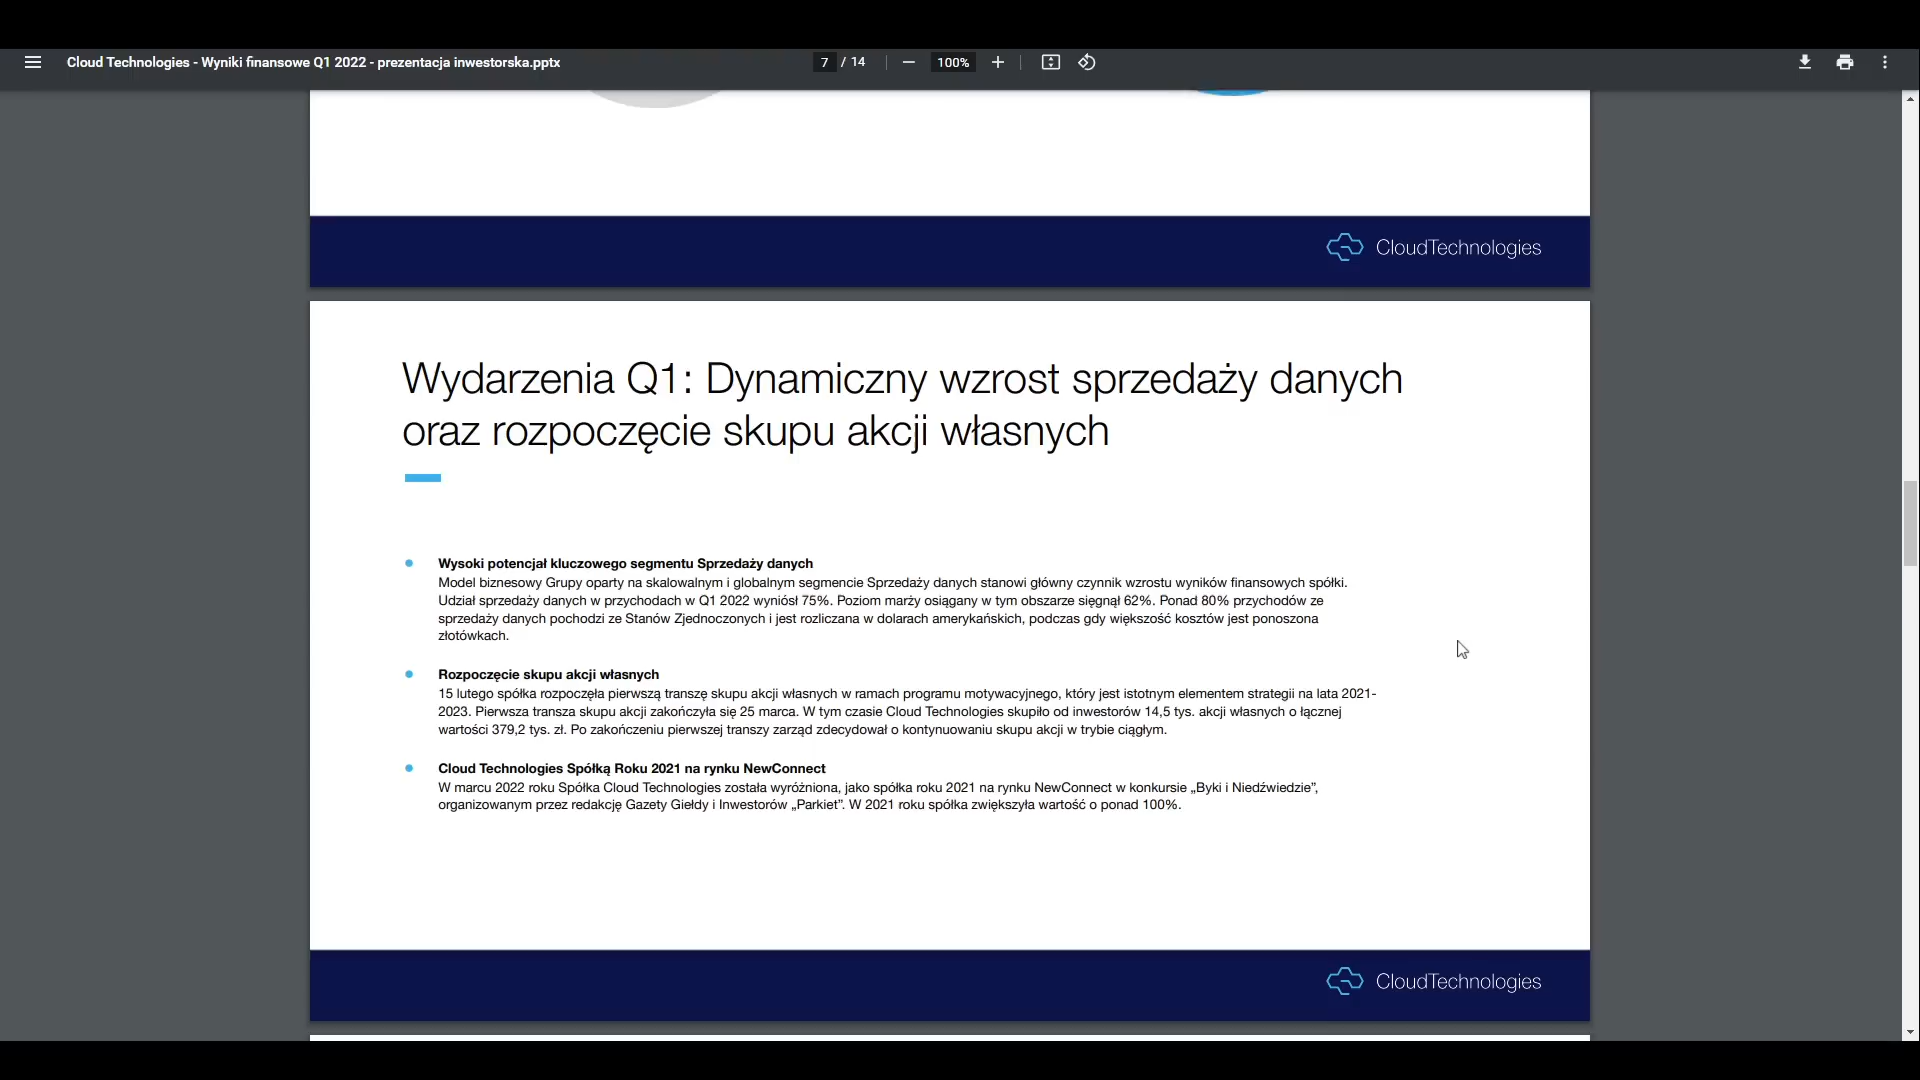 Cloud Technologies - Wyniki finansowe Q1 2022 - prezentacja inwestorska.pptx
7 / 14
100%
CloudTechnologies
Wydarzenia Q1: Dynamiczny wzrost sprzedaży danych
oraz rozpoczęcie skupu akcji własnych
Wysoki potencjał kluczowego segmentu Sprzedaży danych
Model biznesowy Grupy oparty na skalowalnym i globalnym segmencie Sprzedaży danych stanowi główny czynnik wzrostu wyników finansowych spółki.
Udział sprzedaży danych w przychodach w Q1 2022 wyniósł 75%. Poziom marży osiągany w tym obszarze sięgnął 62%. Ponad 80% przychodów ze
sprzedaży danych pochodzi ze Stanów Zjednoczonych i jest rozliczana w dolarach amerykańskich, podczas gdy większość kosztów jest ponoszona
złotówkach.
Rozpoczęcie skupu akcji własnych
15 lutego spółka rozpoczęła pierwszą transzę skupu akcji własnych w ramach programu motywacyjnego, który jest istotnym elementem strategii na lata 2021-
2023. Pierwsza transza skupu akcji zakończyła się 25 marca. W tym czasie Cloud Technologies skupiło od inwestorów 14,5 tys. akcji własnych o łącznej
wartości 379,2 tys. zł. Po zakończeniu pierwszej transzy zarząd zdecydował o kontynuowaniu skupu akcji w trybie ciągłym.
Cloud Technologies Spółką Roku 2021 na rynku NewConnect
W marcu 2022 roku Spółka Cloud Technologies została wyróżniona, jako spółka roku 2021 na rynku NewConnect w konkursie „Byki i Niedźwiedzie”,
organizowanym przez redakcję Gazety Giełdy i Inwestorów „Parkiet”. W 2021 roku spółka zwiększyła wartość o ponad 100%.
CloudTechnologies